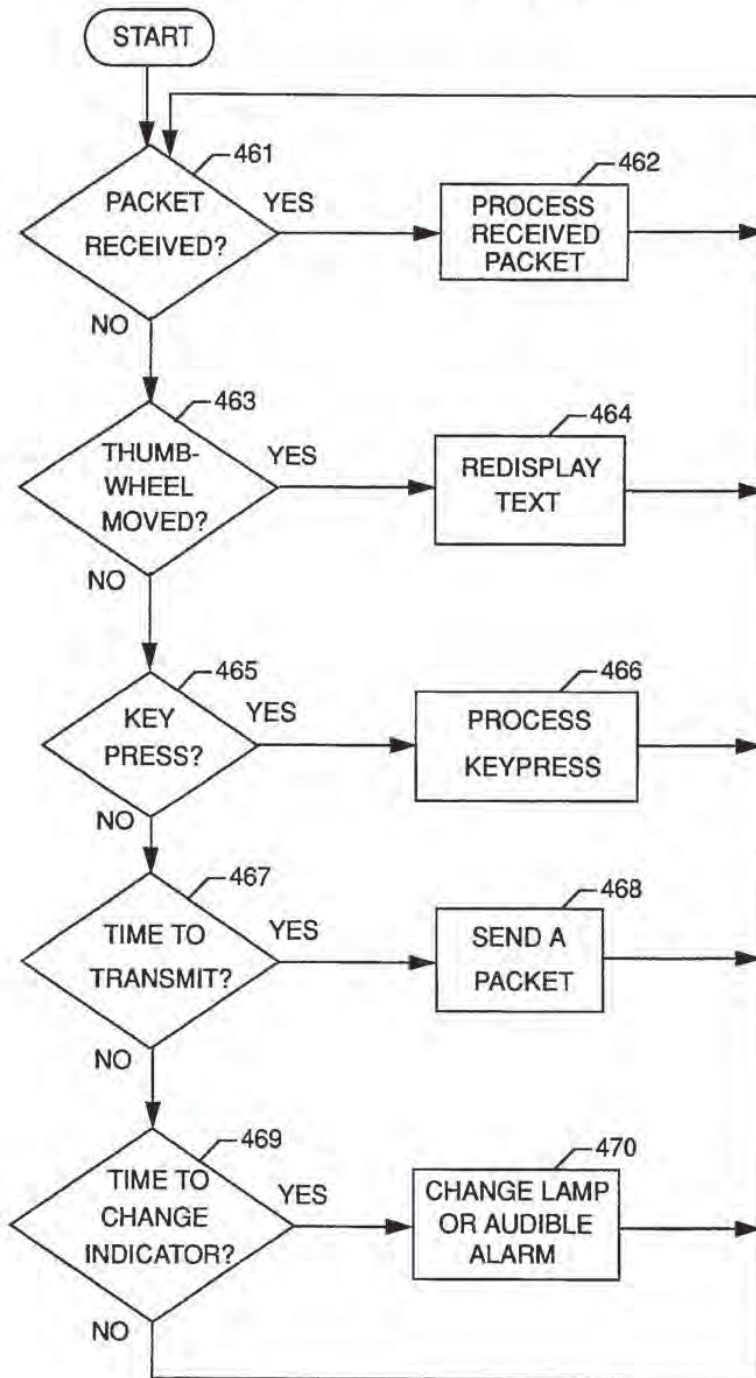 START
461
PACKET
RECEIVED?
YES
462
PROCESS
RECEIVED
PACKET
NO
463
THUMB-
WHEEL
MOVED?
YES
464
REDISPLAY
TEXT
NO
465
KEY
PRESS?
YES
466
PROCESS
KEYPRESS
NO
467
TIME TO
TRANSMIT?
YES
468
SEND A
PACKET
NO
469
TIME TO
CHANGE
INDICATOR?
YES
470
CHANGE LAMP
OR AUDIBLE
ALARM
NO